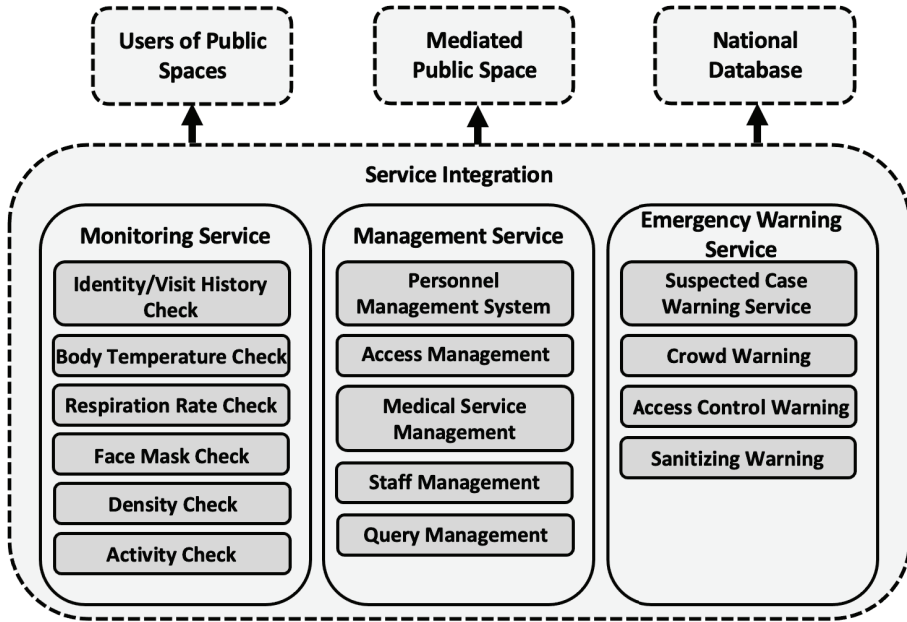 Users of Public
Spaces
Mediated
Public Space
National
Database
Service Integration
Monitoring Service
Identity/Visit History
Check
Body Temperature Check
Respiration Rate Check
Face Mask Check
Density Check
Activity Check
Management Service
Personnel
Management System
Access Management
Medical Service
Management
Staff Management
Query Management
Emergency Warning
Service
Suspected Case
Warning Service
Crowd Warning
Access Control Warning
Sanitizing Warning